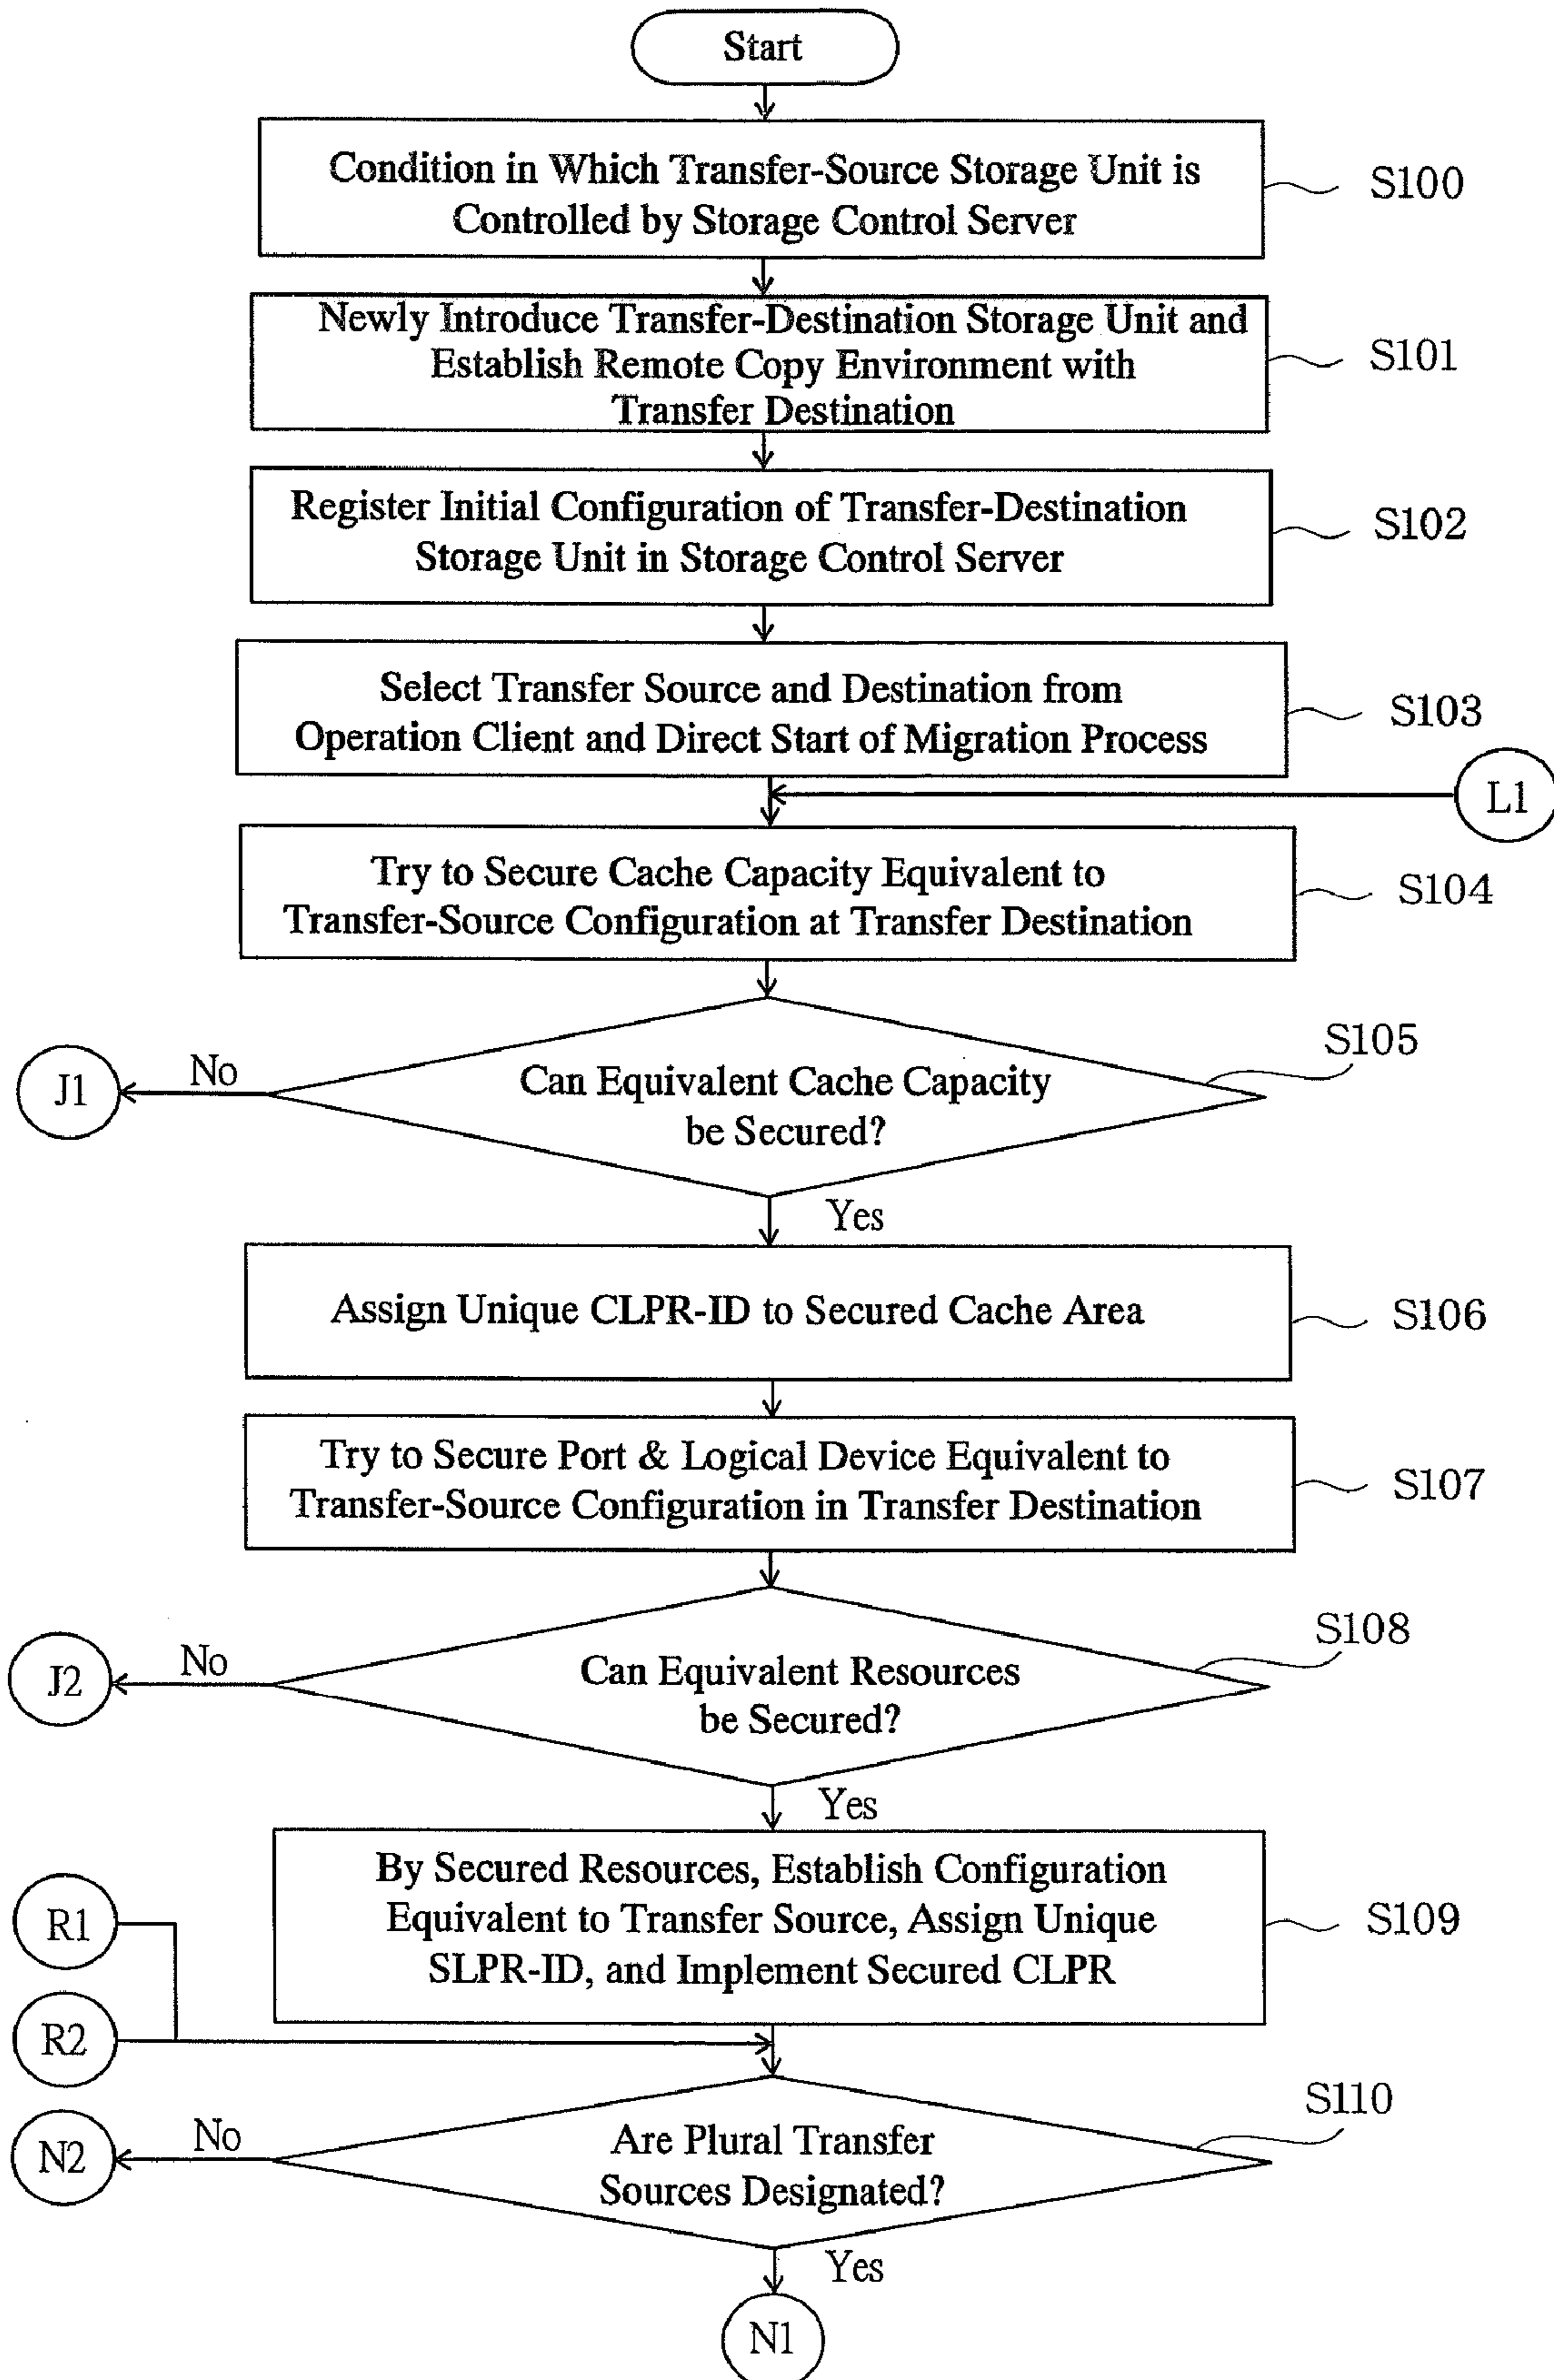 Start
Condition in Which Transfer-Source Storage Unit is
Controlled by Storage Control Server
S100
Newly Introduce Transfer-Destination Storage Unit and
Establish Remote Copy Environment with
Transfer Destination
S101
Register Initial Configuration of Transfer-Destination
Storage Unit in Storage Control Server
S102
Select Transfer Source and Destination from
Operation Client and Direct Start of Migration Process
S103
L1
Try to Secure Cache Capacity Equivalent to
Transfer-Source Configuration at Transfer Destination
S104
S105
J1
No
Can Equivalent Cache Capacity
be Secured?
Yes
Assign Unique CLPR-ID to Secured Cache Area
S106
Try to Secure Port & Logical Device Equivalent to
Transfer-Source Configuration in Transfer Destination
S107
S108
J2
No
Can Equivalent Resources
be Secured?
Yes
By Secured Resources, Establish Configuration
Equivalent to Transfer Source, Assign Unique
SLPR-ID, and Implement Secured CLPR
S109
R1
R2
S110
N2
No
Are Plural Transfer
Sources Designated?
Yes
N1